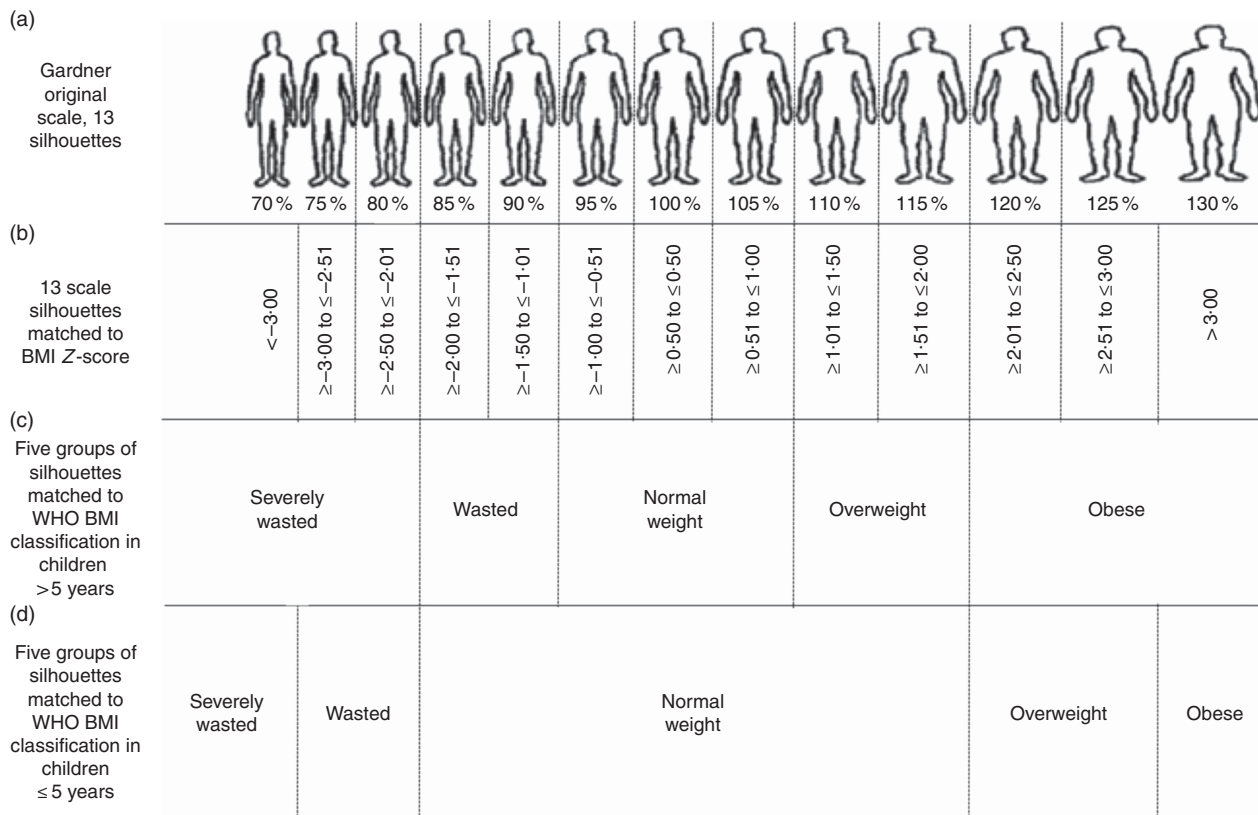 (a)
Gardner
original
scale, 13
silhouettes
70 %
75 %
80 %
85 %
90 %
95 %
100 %
105 %
110 %
115 %
120 %
125 %
130 %
(b)
13 scale
silhouettes
matched to
BMI Z-score
<−3·00
≥−3·00 to ≤−2·51
≥−2·50 to ≤−2·01
≥−2·00 to ≤−1·51
≥−1·50 to ≤−1·01
≥−1·00 to ≤−0·51
≥0·50 to ≤0·50
≥0·51 to ≤1·00
≥1·01 to ≤1·50
≥1·51 to ≤2·00
≥2·01 to ≤2·50
≥2·51 to ≤3·00
>3·00
(c)
Five groups of
silhouettes
matched to
WHO BMI
classification in
children
>5 years
Severely
wasted
Wasted
Normal
weight
Overweight
Obese
(d)
Five groups of
silhouettes
matched to
WHO BMI
classification in
children
≤5 years
Severely
wasted
Wasted
Normal
weight
Overweight
Obese